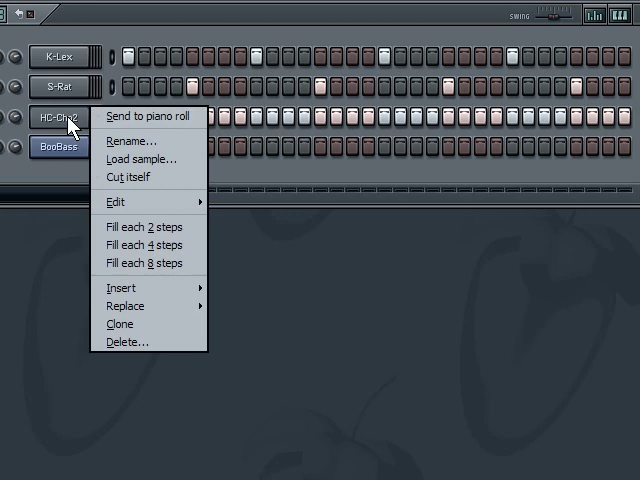 SWING
K-Lex
S-Rat
HC-Chp2
BooBass
Send to piano roll
Rename...
Load sample...
Cut itself
Edit
Fill each 2 steps
Fill each 4 steps
Fill each 8 steps
Insert
Replace
Clone
Delete...